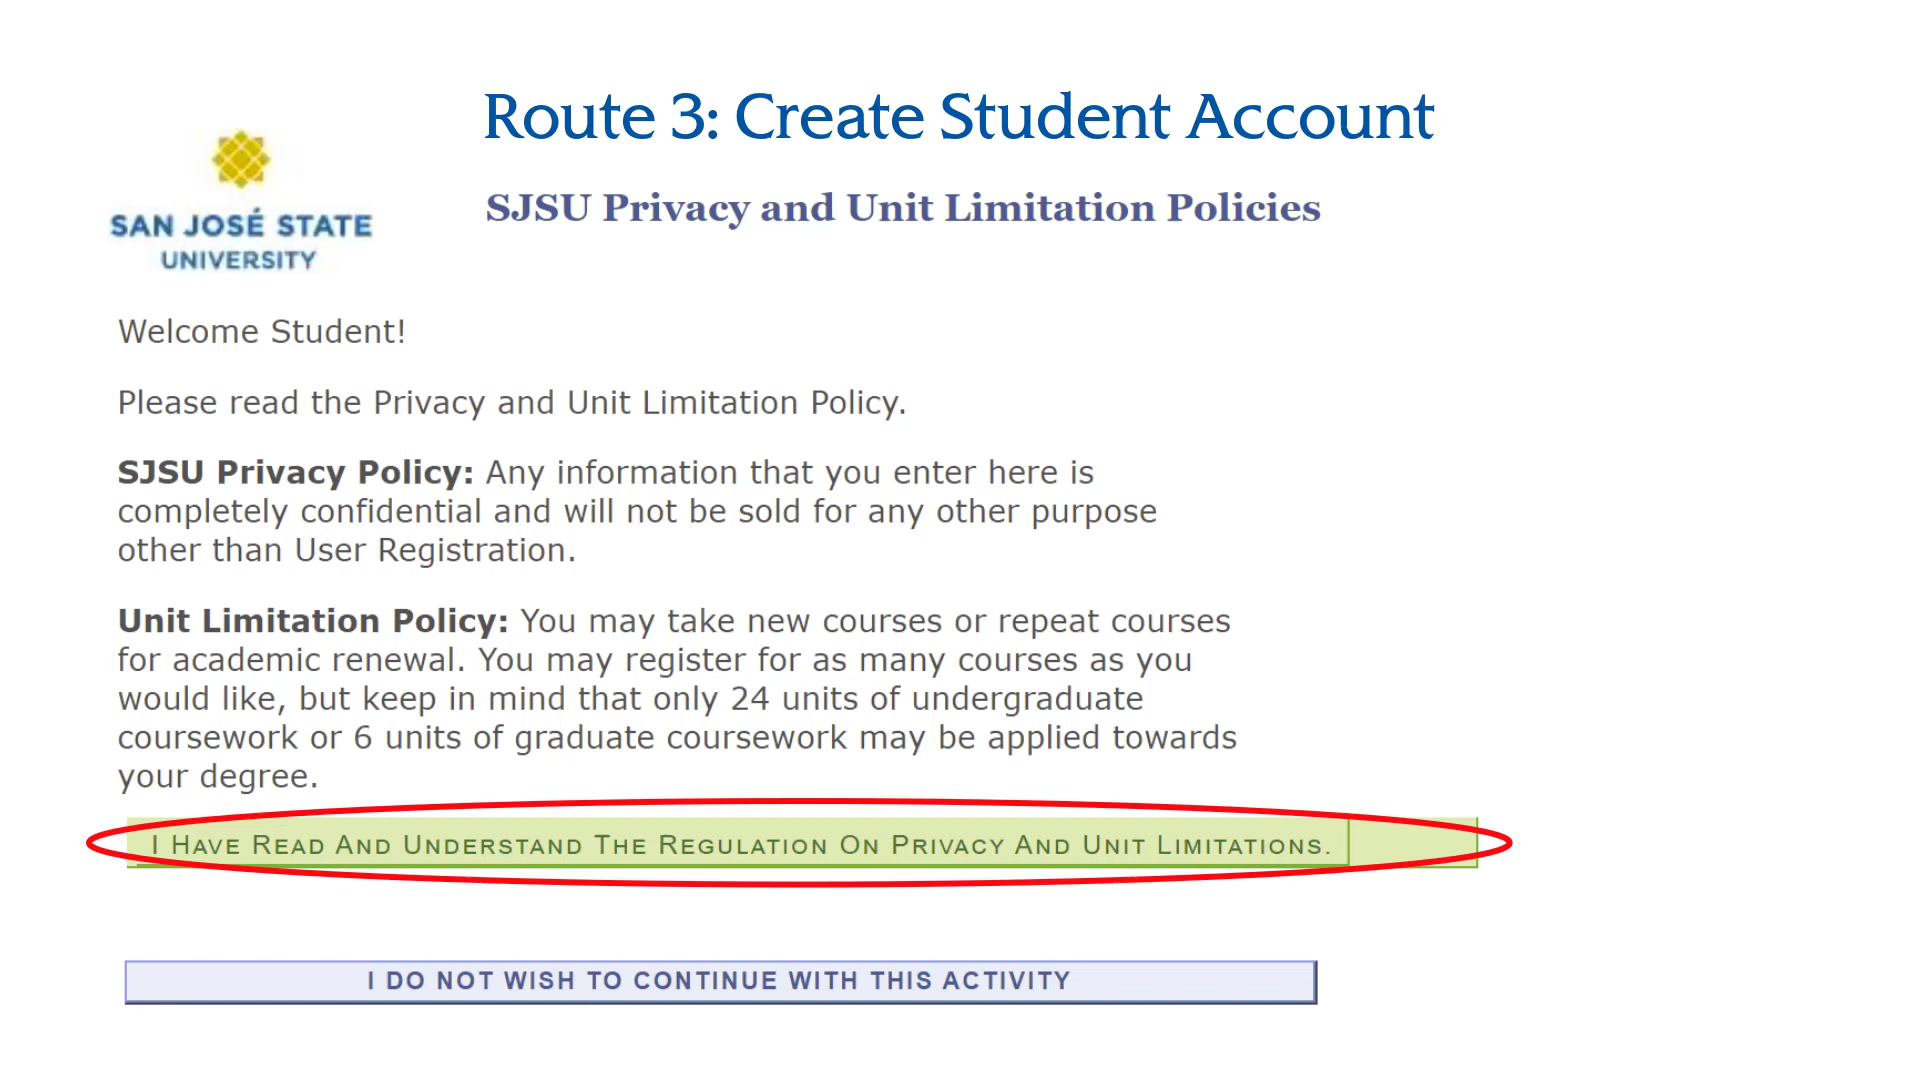 Route 3: Create Student Account
SAN JOSÉ STATE
UNIVERSITY
SJSU Privacy and Unit Limitation Policies
Welcome Student!
Please read the Privacy and Unit Limitation Policy.
SJSU Privacy Policy: Any information that you enter here is
completely confidential and will not be sold for any other purpose
other than User Registration.
Unit Limitation Policy: You may take new courses or repeat courses
for academic renewal. You may register for as many courses as you
would like, but keep in mind that only 24 units of undergraduate
coursework or 6 units of graduate coursework may be applied towards
your degree.
I HAVE READ AND UNDERSTAND THE REGULATION ON PRIVACY AND UNIT LIMITATIONS.
I DO NOT WISH TO CONTINUE WITH THIS ACTIVITY